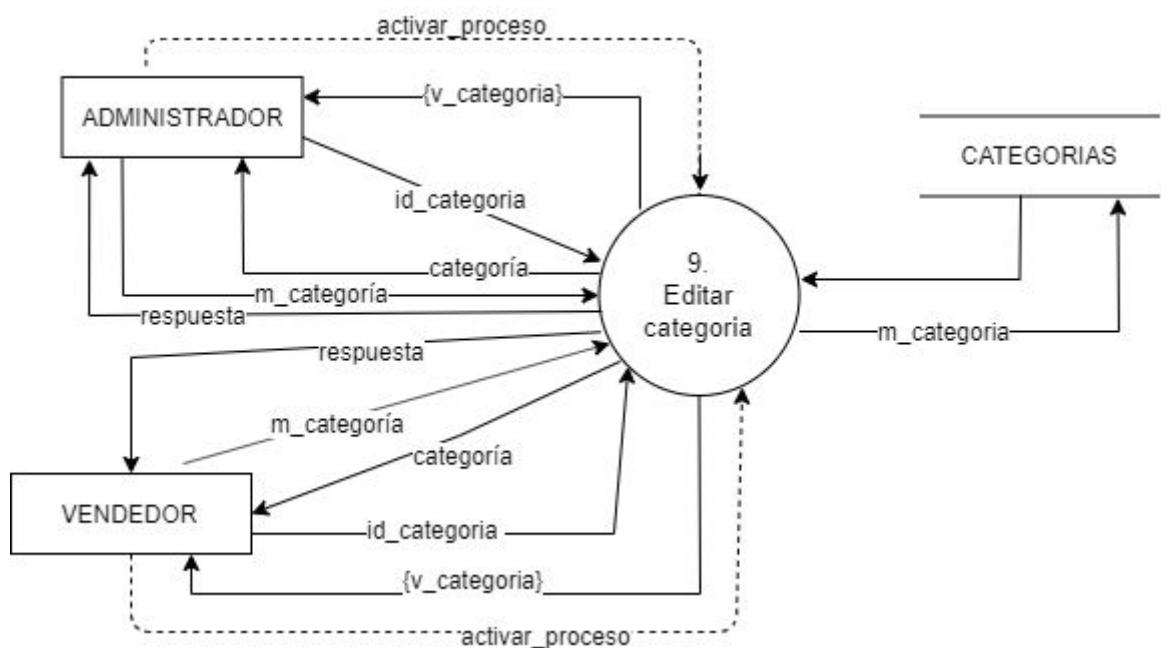 activar_proceso
{v_categoria}
ADMINISTRADOR
CATEGORIAS
id_categoria
9.
Editar
categoria
categoría
m_categoría
respuesta
m_categoria
respuesta
m_categoría
categoría
VENDEDOR
id_categoria
{v_categoria}
activar_proceso